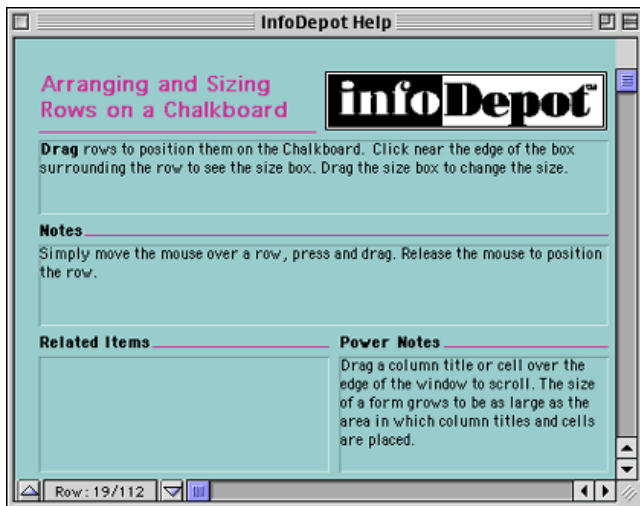 InfoDepot Help
Arranging and Sizing
Rows on a Chalkboard
infoDepot™
Drag rows to position them on the Chalkboard. Click near the edge of the box
surrounding the row to see the size box. Drag the size box to change the size.
Notes
Simply move the mouse over a row, press and drag. Release the mouse to position
the row.
Related Items
Power Notes
Drag a column title or cell over the
edge of the window to scroll. The size
of a form grows to be as large as the
area in which column titles and cells
are placed.
Row: 19/112